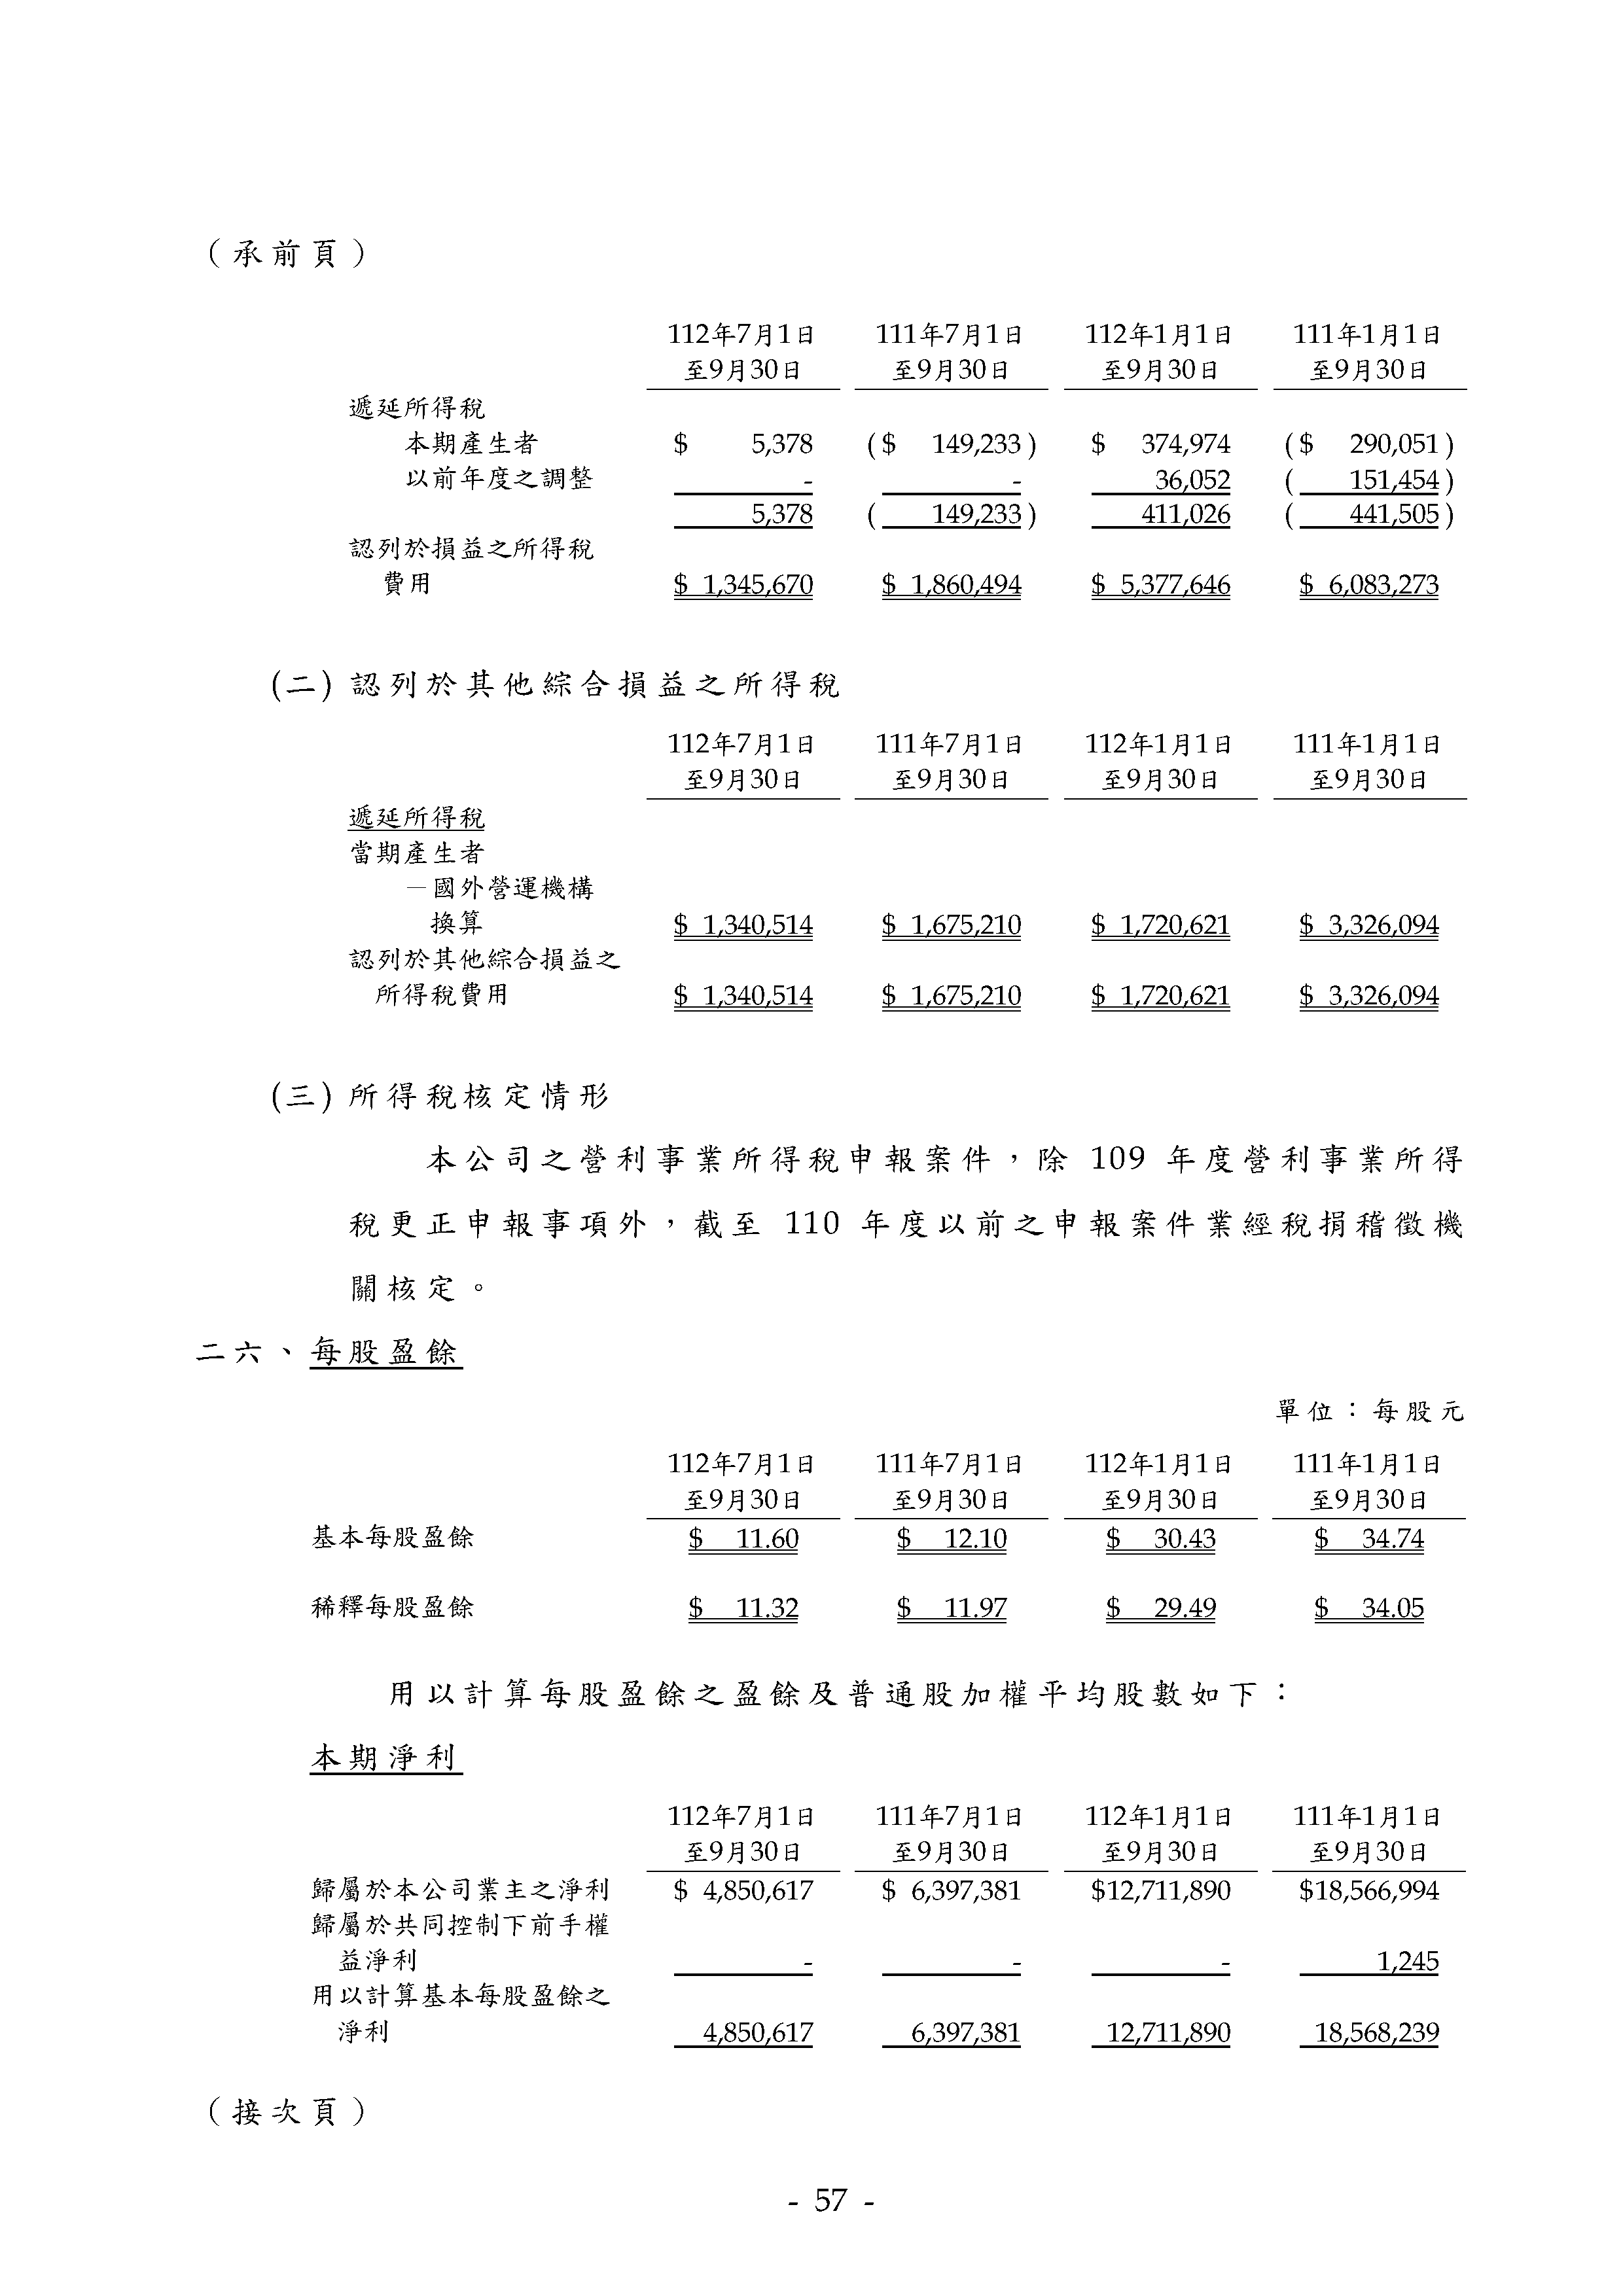 （承前頁）
112年7月1日 111年7月1日 112年1月1日 111年1月1日
至9月30日 至9月30日 至9月30日 至9月30日
遞延所得稅
本期產生者 $ 5,378 ($ 149,233) $ 374,974 ($ 290,051)
以前年度之調整 - - 36,052 ( 151,454)
5,378 ( 149,233) 411,026 ( 441,505)
認列於損益之所得稅
費用 $ 1,345,670 $ 1,860,494 $ 5,377,646 $ 6,083,273
(二) 認列於其他綜合損益之所得稅
112年7月1日 111年7月1日 112年1月1日 111年1月1日
至9月30日 至9月30日 至9月30日 至9月30日
遞延所得稅
當期產生者
－國外營運機構
換算 $ 1,340,514 $ 1,675,210 $ 1,720,621 $ 3,326,094
認列於其他綜合損益之
所得稅費用 $ 1,340,514 $ 1,675,210 $ 1,720,621 $ 3,326,094
(三) 所得稅核定情形
本公司之營利事業所得稅申報案件，除 109 年度營利事業所得
稅更正申報事項外，截至 110 年度以前之申報案件業經稅捐稽徵機
關核定。
二六、每股盈餘
單位：每股元
112年7月1日 111年7月1日 112年1月1日 111年1月1日
至9月30日 至9月30日 至9月30日 至9月30日
基本每股盈餘 $ 11.60 $ 12.10 $ 30.43 $ 34.74
稀釋每股盈餘 $ 11.32 $ 11.97 $ 29.49 $ 34.05
用以計算每股盈餘之盈餘及普通股加權平均股數如下：
本期淨利
112年7月1日 111年7月1日 112年1月1日 111年1月1日
至9月30日 至9月30日 至9月30日 至9月30日
歸屬於本公司業主之淨利 $ 4,850,617 $ 6,397,381 $12,711,890 $18,566,994
歸屬於共同控制下前手權
益淨利 - - - 1,245
用以計算基本每股盈餘之
淨利 4,850,617 6,397,381 12,711,890 18,568,239
（接次頁）
- 57 -